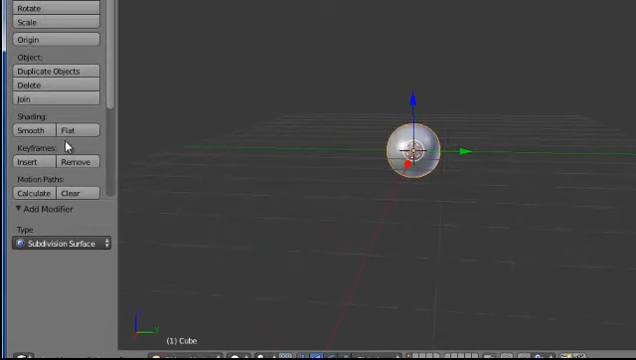 Rotate
Scale
Origin
Object:
Duplicate Objects
Delete
Join
Shading:
Smooth Flat
Keyframes:
Insert Remove
Motion Paths:
Calculate Clear
Add Modifier
Type
Subdivision Surface
(1) Cube